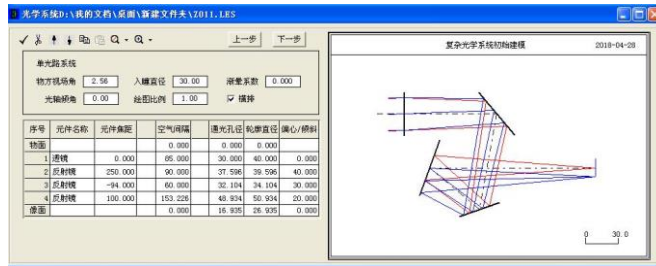 光学系统D:\我的文档\桌面\新建文件夹\Z011.LES
上一步 下一步
单光路系统
物方视场角 2.56 入瞳直径 30.00 渐晕系数 0.000
光轴倾角 0.00 绘图比例 1.00 横排
序号 元件名称 元件焦距 空气间隔 通光孔径 轮廓直径 偏心/倾斜
物面 0.000 0.000 0.000
1 透镜 0.000 85.000 30.000 40.000 0.000
2 反射镜 250.000 90.000 37.596 39.596 40.000
3 反射镜 -94.000 60.000 32.104 34.104 30.000
4 反射镜 100.000 153.226 48.934 50.934 20.000
像面 0.000 16.935 26.935 0.000
复杂光学系统初始建模 2018-04-28
0 30.0